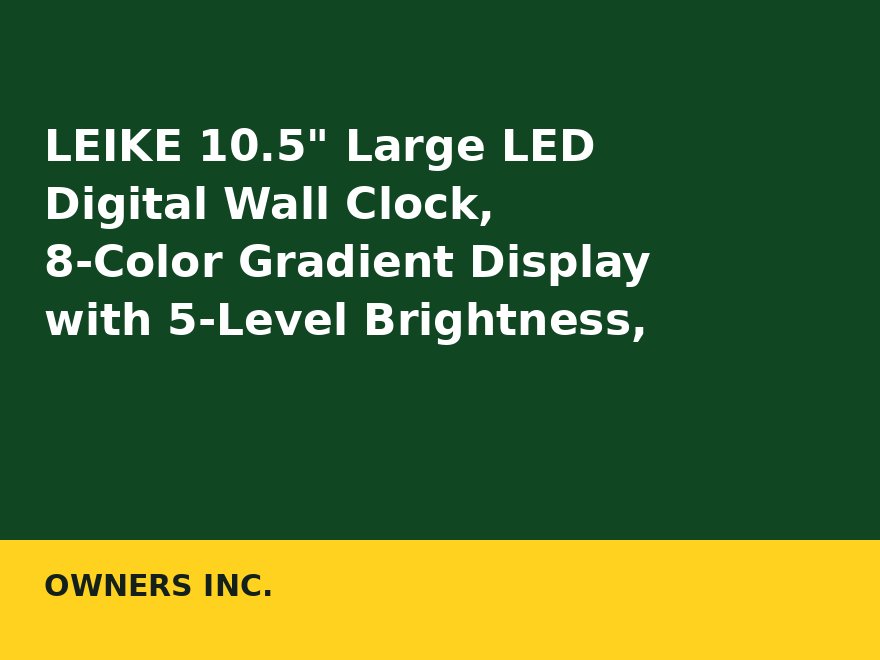 LEIKE 10.5" Large LED
Digital Wall Clock,
8-Color Gradient Display
with 5-Level Brightness,
OWNERS INC.